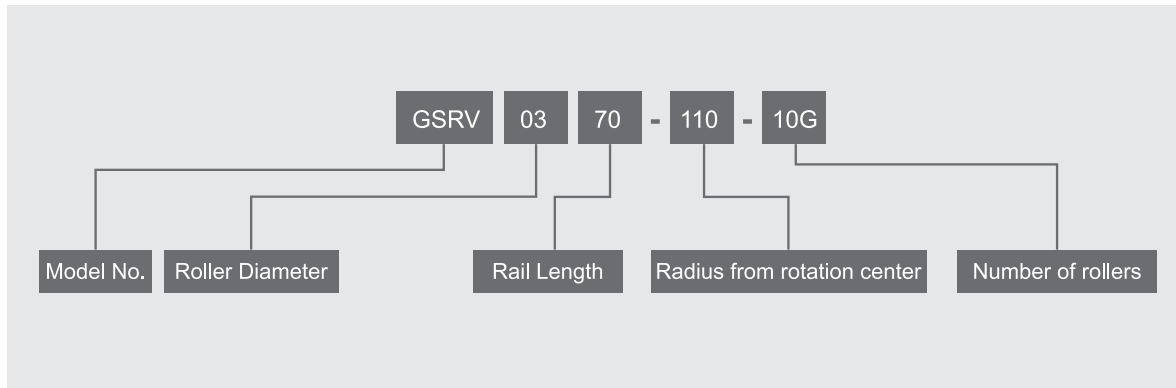 GSRV 03 70 - 110 - 10G
Model No. Roller Diameter Rail Length Radius from rotation center Number of rollers